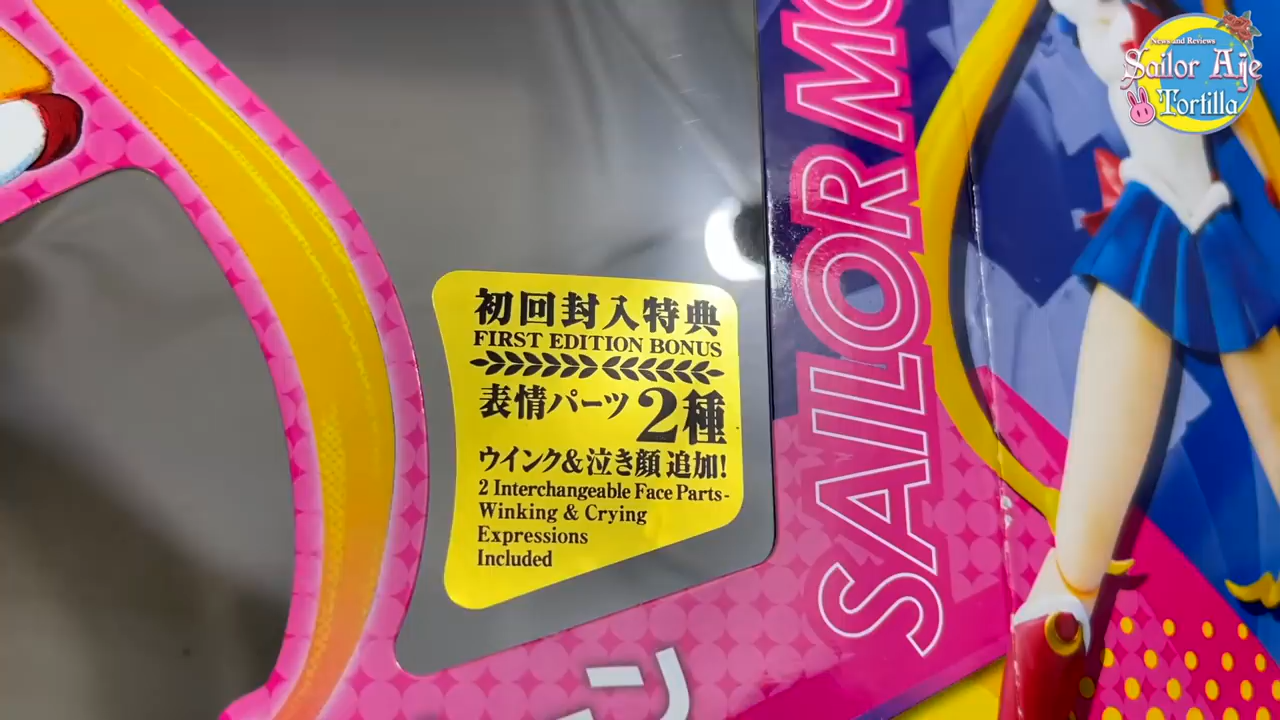 News and Reviews
Sailor Aje
Tortilla
SAILOR MO
初回封入特典
FIRST EDITION BONUS
表情パーツ 2種
ウインク&泣き顔 追加!
2 Interchangeable Face Parts-
Winking & Crying
Expressions
Included
ン